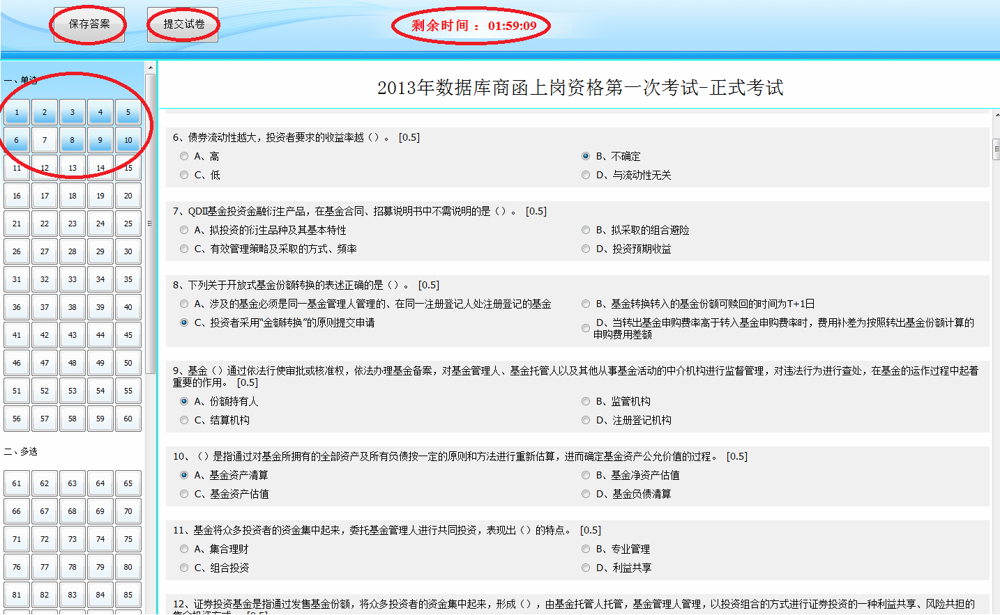 保存答案 提交试卷 剩余时间 ： 01:59:09
一、单选
1 2 3 4 5
6 7 8 9 10
11 12 13 14 15
16 17 18 19 20
21 22 23 24 25
26 27 28 29 30
31 32 33 34 35
36 37 38 39 40
41 42 43 44 45
46 47 48 49 50
51 52 53 54 55
56 57 58 59 60
二、多选
61 62 63 64 65
66 67 68 69 70
71 72 73 74 75
76 77 78 79 80
81 82 83 84 85
2013年数据库商函上岗资格第一次考试-正式考试
6、债券流动性越大，投资者要求的收益率越（）。 [0.5]
A、高 B、不确定
C、低 D、与流动性无关
7、QDII基金投资金融衍生产品，在基金合同、招募说明书中不需说明的是（）。 [0.5]
A、拟投资的衍生品种及其基本特性 B、拟采取的组合避险
C、有效管理策略及采取的方式、频率 D、投资预期收益
8、下列关于开放式基金份额转换的表述正确的是（）。 [0.5]
A、涉及的基金必须是同一基金管理人管理的、在同一注册登记人处注册登记的基金 B、基金转换转入的基金份额可赎回的时间为T+1日
C、投资者采用“金额转换”的原则提交申请 D、当转出基金申购费率高于转入基金申购费率时，费用补差为按照转出基金份额计算的
申购费用差额
9、基金（）通过依法行使审批或核准权，依法办理基金备案，对基金管理人、基金托管人以及其他从事基金活动的中介机构进行监督管理，对违法行为进行查处，在基金的运作过程中起着
重要的作用。 [0.5]
A、份额持有人 B、监管机构
C、结算机构 D、注册登记机构
10、（）是指通过对基金所拥有的全部资产及所有负债按一定的原则和方法进行重新估算，进而确定基金资产公允价值的过程。 [0.5]
A、基金资产清算 B、基金净资产估值
C、基金资产估值 D、基金负债清算
11、基金将众多投资者的资金集中起来，委托基金管理人进行共同投资，表现出（）的特点。 [0.5]
A、集合理财 B、专业管理
C、组合投资 D、利益共享
12、证券投资基金是指通过发售基金份额，将众多投资者的资金集中起来，形成（），由基金托管人托管，基金管理人管理，以投资组合的方式进行证券投资的一种利益共享、风险共担的